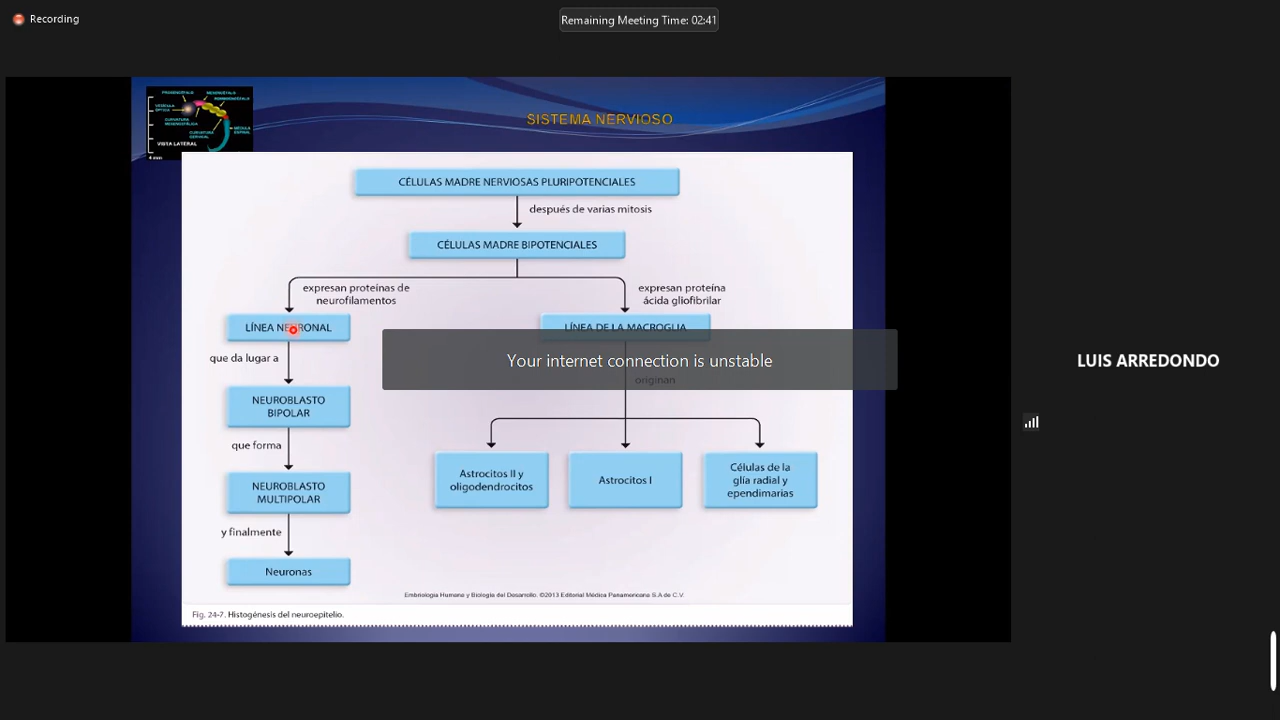 Recording
Remaining Meeting Time: 02:41
PROSENCÉFALO
MESENCÉFALO
ROMBENCÉFALO
VESÍCULA
ÓPTICA
CURVATURA
MESENCEFÁLICA
MÉDULA
ESPINAL
CURVATURA
CERVICAL
VISTA LATERAL
4 mm
SISTEMA NERVIOSO
CÉLULAS MADRE NERVIOSAS PLURIPOTENCIALES
después de varias mitosis
CÉLULAS MADRE BIPOTENCIALES
expresan proteínas de
neurofilamentos
expresan proteína
ácida gliofibrilar
LÍNEA NEURONAL
LÍNEA DE LA MACROGLIA
que da lugar a
Your internet connection is unstable
originan
LUIS ARREDONDO
NEUROBLASTO
BIPOLAR
que forma
NEUROBLASTO
MULTIPOLAR
Astrocitos II y
oligodendrocitos
Astrocitos I
Células de la
glía radial y
ependimarias
y finalmente
Neuronas
Embriología Humana y Biología del Desarrollo. ©2013 Editorial Médica Panamericana S.A de C.V.
Fig. 24-7. Histogénesis del neuroepitelio.